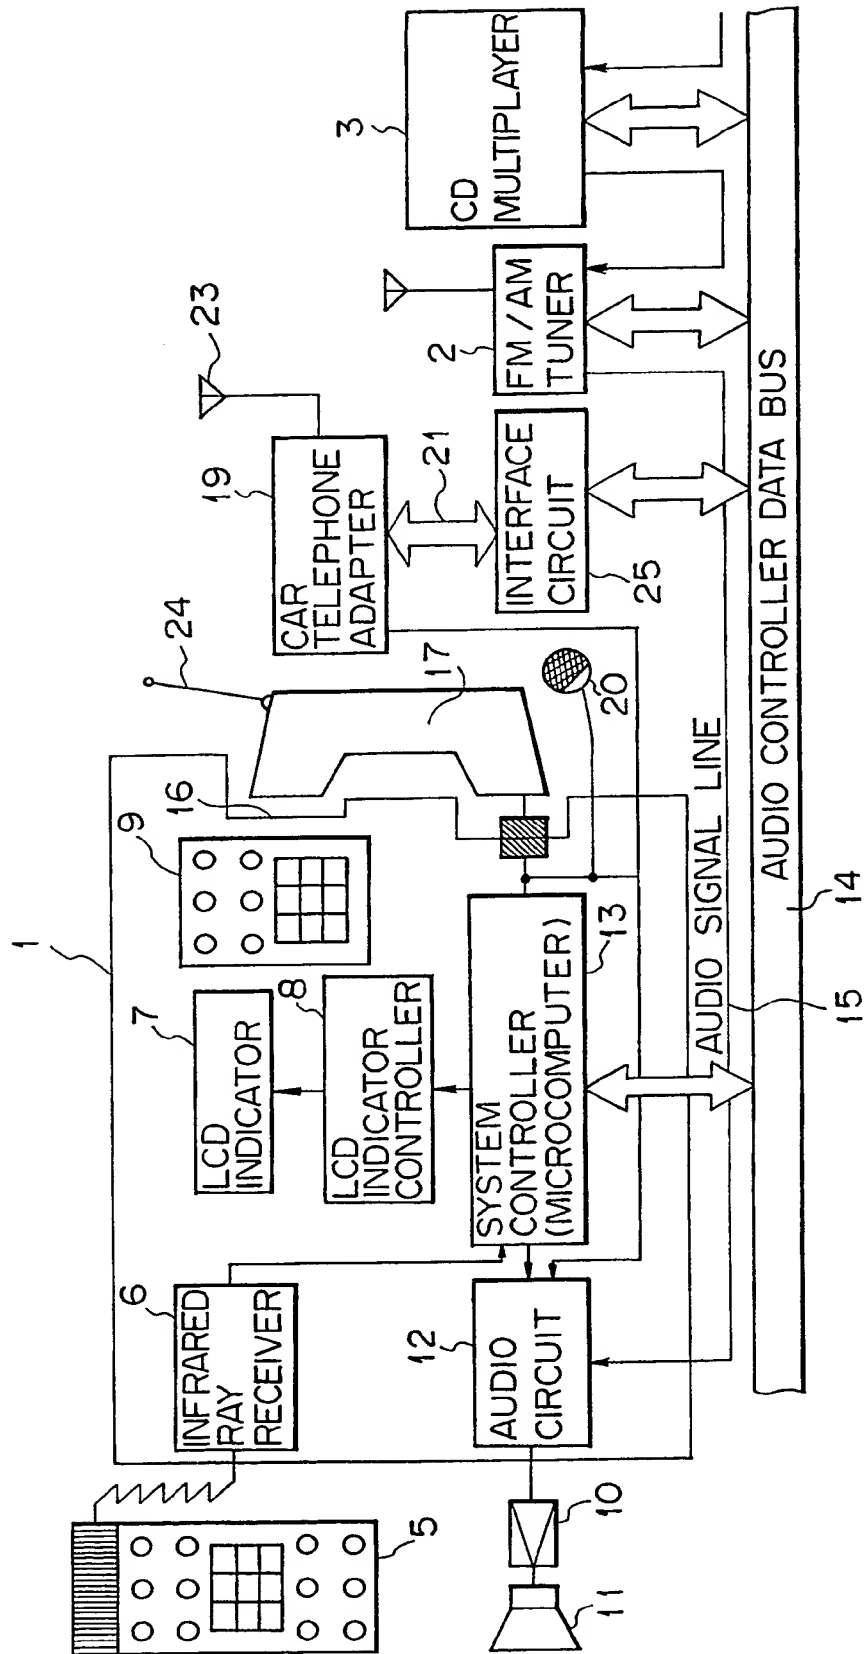 1
5
6
INFRARED
RAY
RECEIVER
7
LCD
INDICATOR
8
LCD
INDICATOR
CONTROLLER
9
16
24
17
19
CAR
TELEPHONE
ADAPTER
23
21
2
FM/AM
TUNER
3
CD
MULTIPLAYER
INTERFACE
CIRCUIT
25
20
SYSTEM
CONTROLLER
(MICROCOMPUTER)
13
12
AUDIO
CIRCUIT
10
11
AUDIO SIGNAL LINE
15
AUDIO CONTROLLER DATA BUS
14